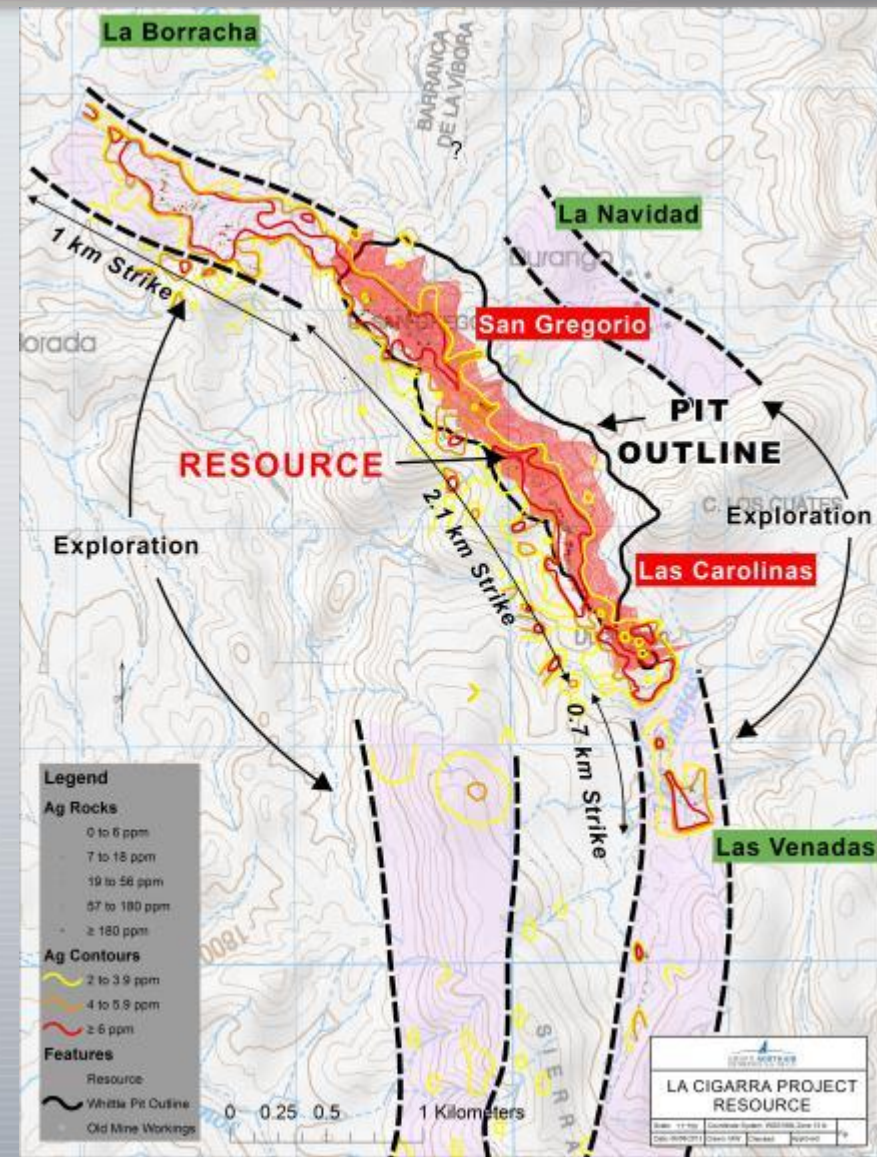 La Borracha
BARRANCA
DE LA VÍBORA
?
La Navidad
Durango
1 km Strike
San Gregorio
orada
PIT
OUTLINE
RESOURCE
C. LOS CUATES
2.1 km Strike
Exploration
Exploration
Las Carolinas
0.7 km Strike
Las Venadas
1800
SIERRA
Legend
Ag Rocks
0 to 6 ppm
7 to 18 ppm
19 to 56 ppm
57 to 180 ppm
≥ 180 ppm
Ag Contours
2 to 3.9 ppm
4 to 5.9 ppm
≥ 6 ppm
Features
Resource
Whittle Pit Outline
Old Mine Workings
0 0.25 0.5 1 Kilometers
LA CIGARRA PROJECT
RESOURCE